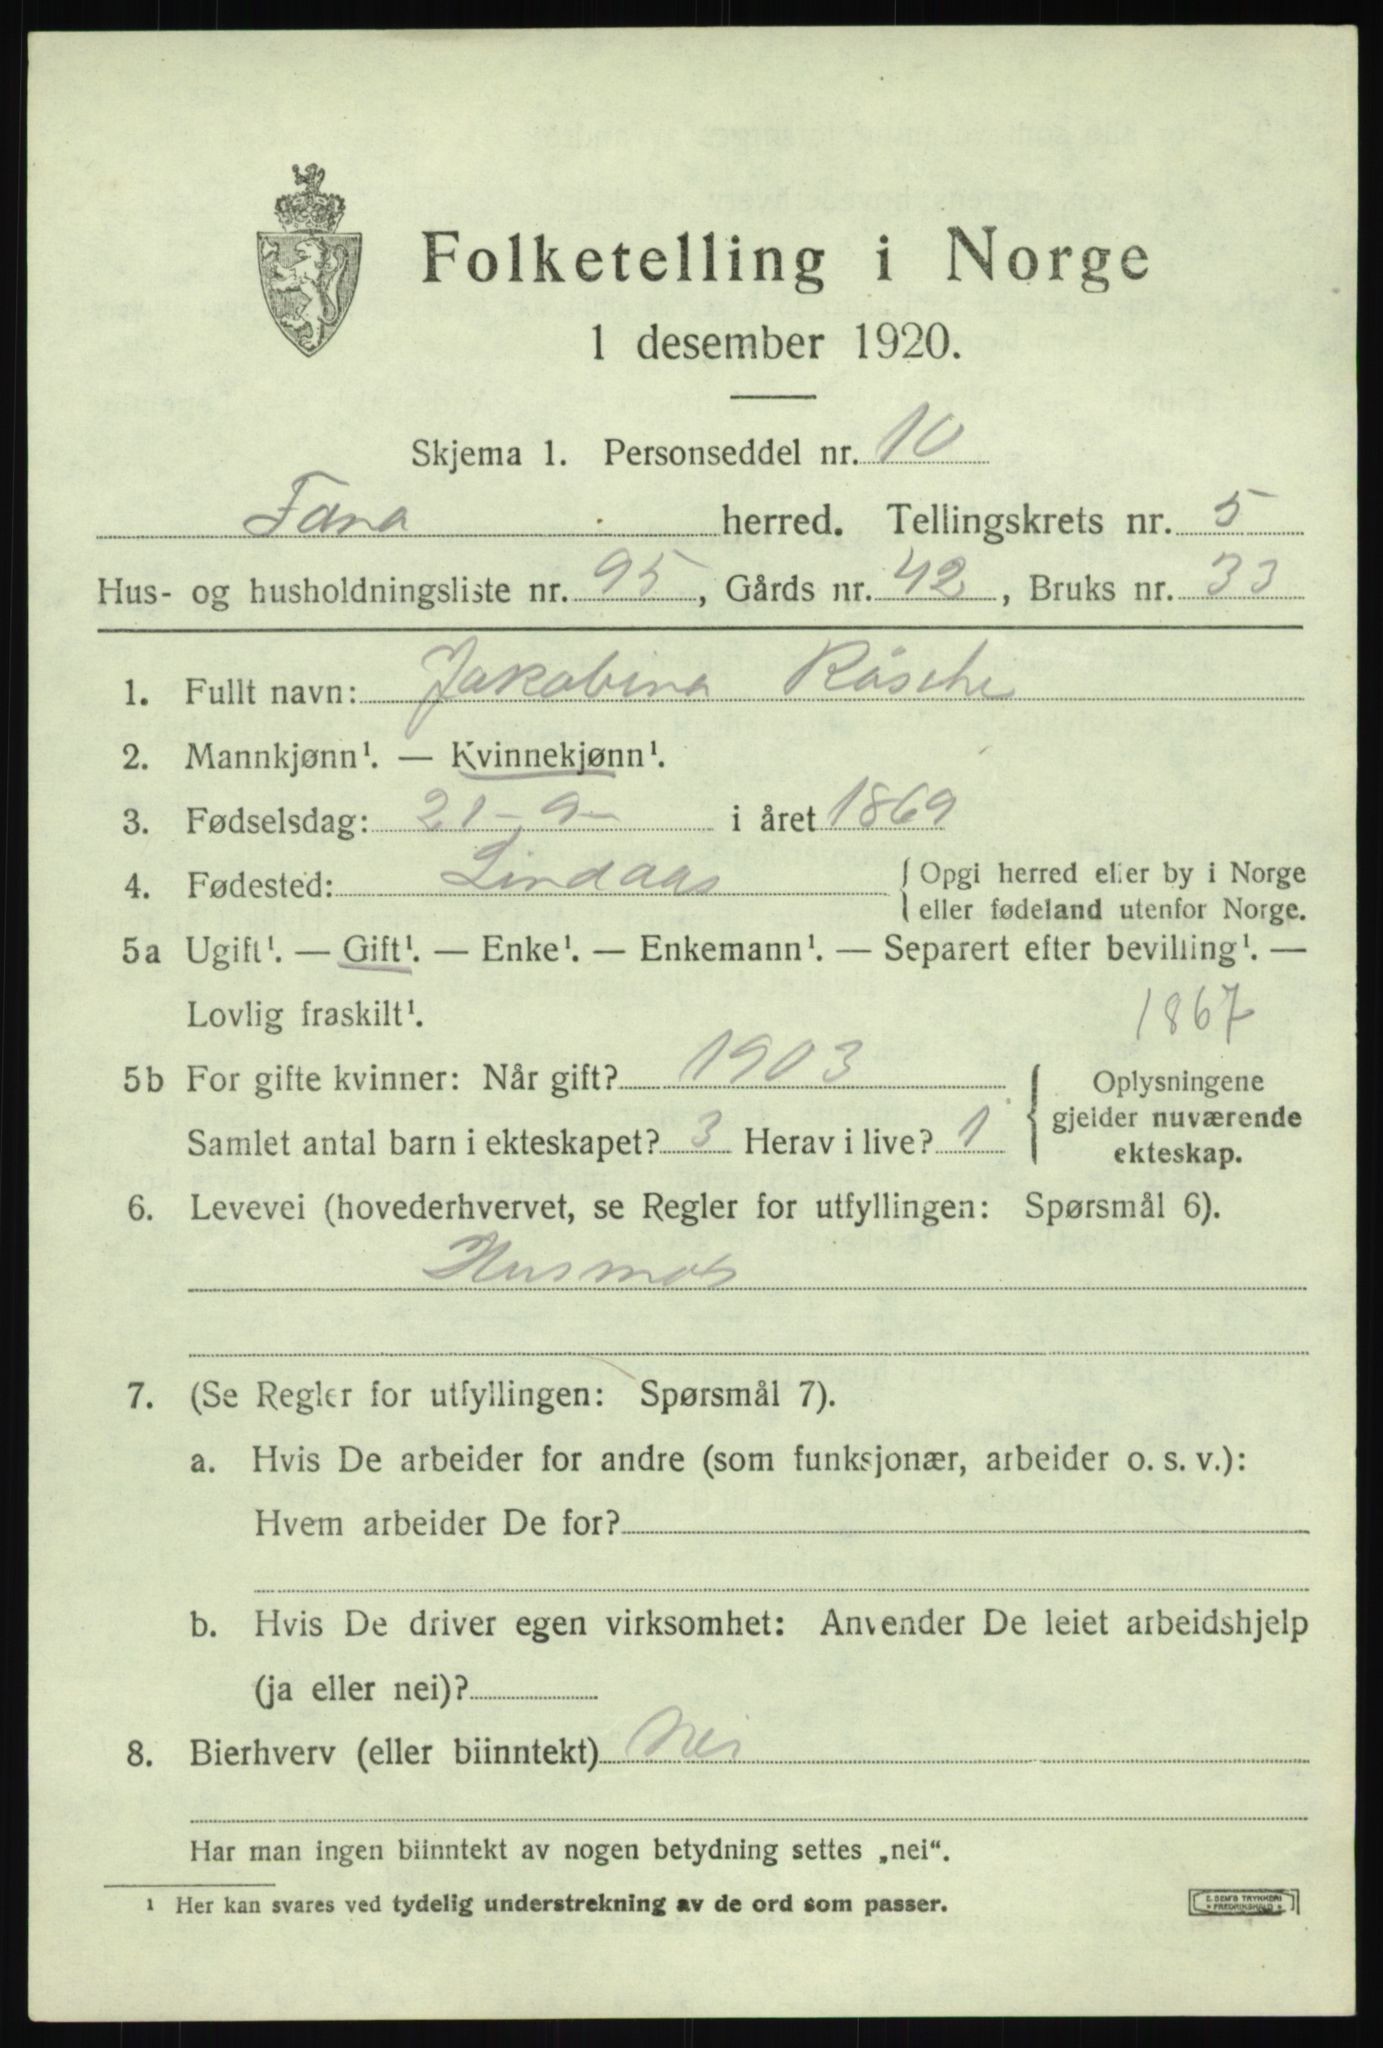 Folketelling i Norge
1 desember 1920.
Skjema 1. Personseddel nr. 10
Fana herred. Tellingskrets nr. 5
Hus- og husholdningsliste nr. 95, Gårds nr. 42, Bruks nr. 33
1. Fullt navn: Jakobina Räsche
2. Mannkjønn¹. — Kvinnekjønn¹.
3. Fødselsdag: 21-9- i året 1869
4. Fødested: Lindaas { Opgi herred eller by i Norge
eller fødeland utenfor Norge.
5a Ugift¹. — Gift¹. — Enke¹. — Enkemann¹. — Separert efter bevilling¹. —
Lovlig fraskilt¹. 1867
5b For gifte kvinner: Når gift? 1903 { Oplysningene
gjelder nuværende
Samlet antal barn i ekteskapet? 3 Herav i live? 1 ekteskap.
6. Levevei (hovederhvervet, se Regler for utfyllingen: Spørsmål 6).
Husmor
7. (Se Regler for utfyllingen: Spørsmål 7).
a. Hvis De arbeider for andre (som funksjonær, arbeider o. s. v.):
Hvem arbeider De for?
b. Hvis De driver egen virksomhet: Anvender De leiet arbeidshjelp
(ja eller nei)?
8. Bierhverv (eller biinntekt) Nei
Har man ingen biinntekt av nogen betydning settes „nei“.
¹ Her kan svares ved tydelig understrekning av de ord som passer.
E. SEM'S TRYKKERI
FREDRIKSHALD